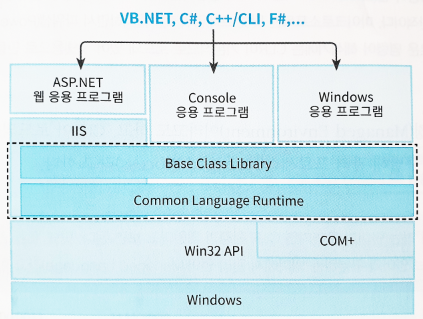 VB.NET, C#, C++/CLI, F#,...
ASP.NET
웹 응용 프로그램
Console
응용 프로그램
Windows
응용 프로그램
IIS
Base Class Library
Common Language Runtime
COM+
Win32 API
Windows